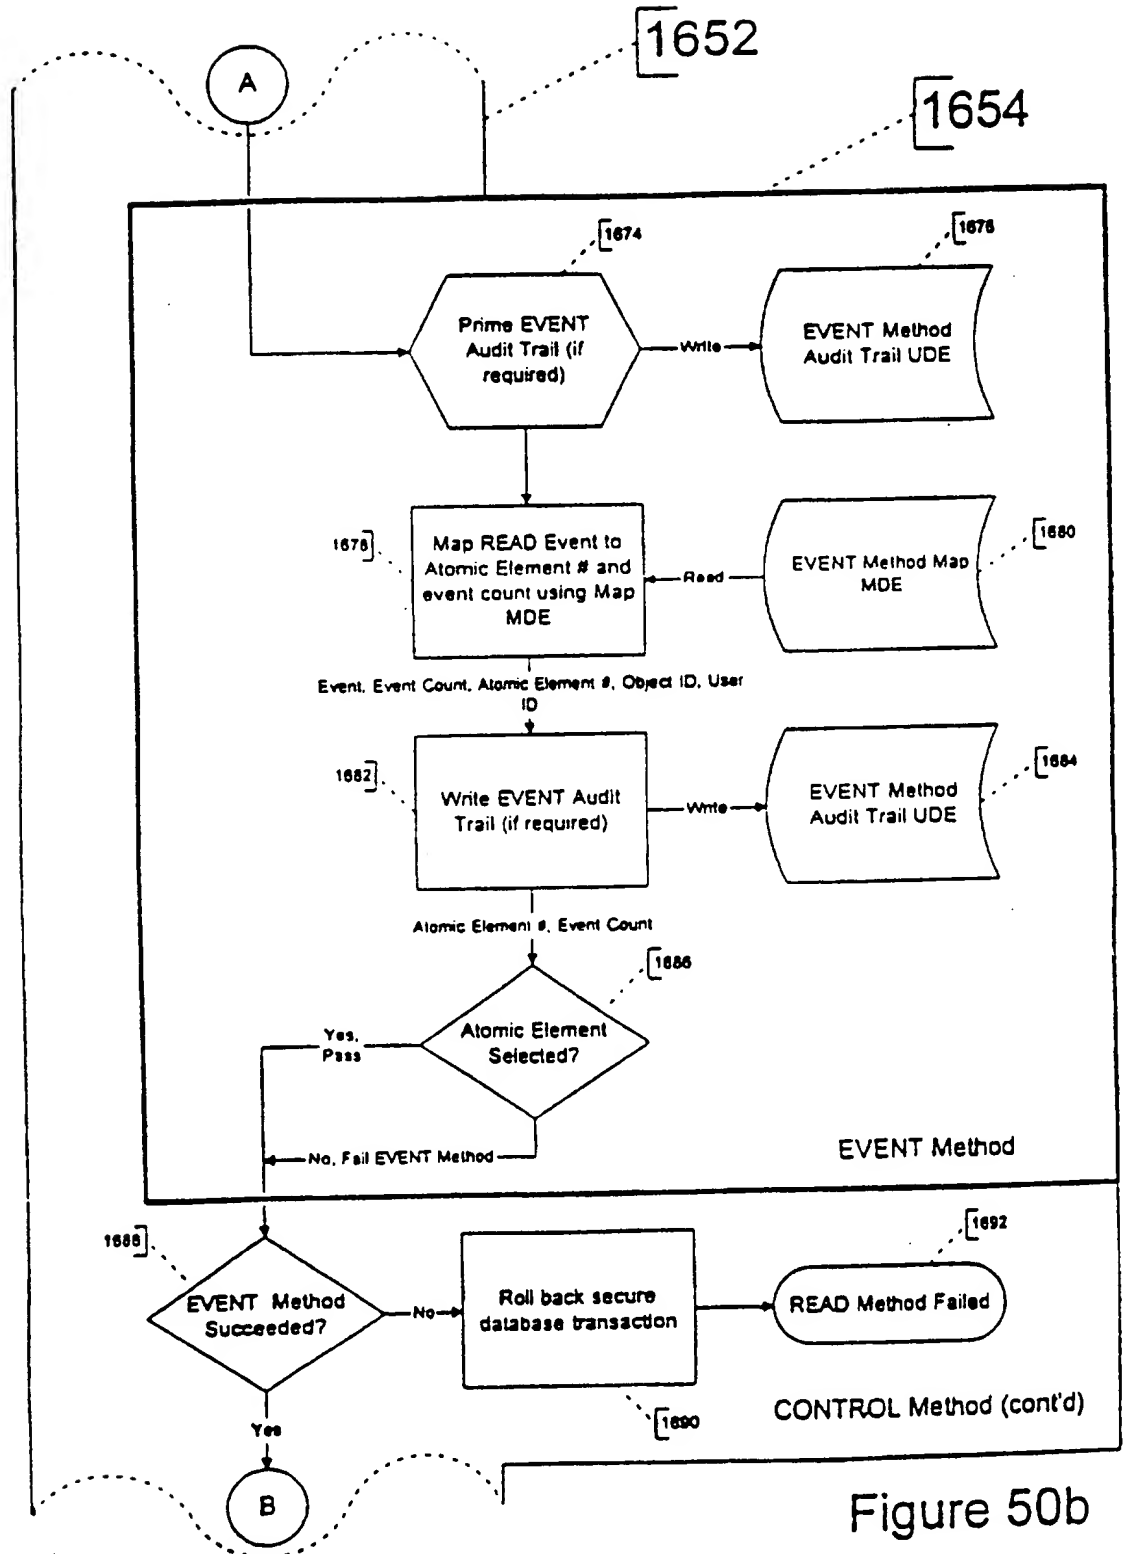 1652
A
1654
1674
1676
Prime EVENT
Audit Trail (if
required)
Write
EVENT Method
Audit Trail UDE
1678
Map READ Event to
Atomic Element # and
event count using Map
MDE
Read
EVENT Method Map
MDE
1680
Event, Event Count, Atomic Element #, Object ID, User
ID
1682
Write EVENT Audit
Trail (if required)
Write
EVENT Method
Audit Trail UDE
1684
Atomic Element #, Event Count
1686
Atomic Element
Selected?
Yes,
Pass
No, Fail EVENT Method
EVENT Method
1688
EVENT Method
Succeeded?
No
Roll back secure
database transaction
1692
READ Method Failed
1690
CONTROL Method (cont'd)
Yes
B
Figure 50b